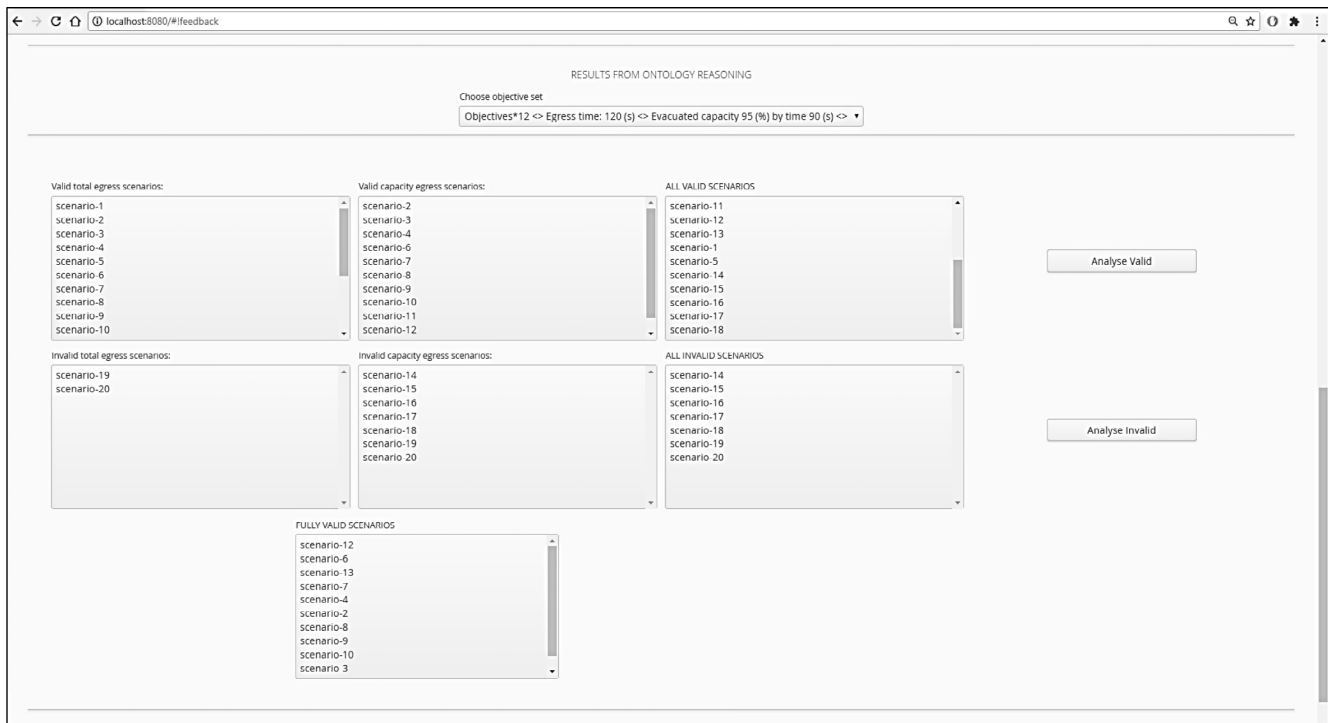 localhost:8080/#!feedback
RESULTS FROM ONTOLOGY REASONING
Choose objective set
Objectives*12 <> Egress time: 120 (s) <> Evacuated capacity 95 (%) by time 90 (s) <>
Valid total egress scenarios:
scenario-1
scenario-2
scenario-3
scenario-4
scenario-5
scenario-6
scenario-7
scenario-8
scenario-9
scenario-10
Valid capacity egress scenarios:
scenario-2
scenario-3
scenario-4
scenario-6
scenario-7
scenario-8
scenario-9
scenario-10
scenario-11
scenario-12
ALL VALID SCENARIOS
scenario-11
scenario-12
scenario-13
scenario-1
scenario-5
scenario-14
scenario-15
scenario-16
scenario-17
scenario-18
Analyse Valid
Invalid total egress scenarios:
scenario-19
scenario-20
Invalid capacity egress scenarios:
scenario-14
scenario-15
scenario-16
scenario-17
scenario-18
scenario-19
scenario-20
ALL INVALID SCENARIOS
scenario-14
scenario-15
scenario-16
scenario-17
scenario-18
scenario-19
scenario-20
Analyse Invalid
FULLY VALID SCENARIOS
scenario-12
scenario-6
scenario-13
scenario-7
scenario-4
scenario-2
scenario-8
scenario-9
scenario-10
scenario-3